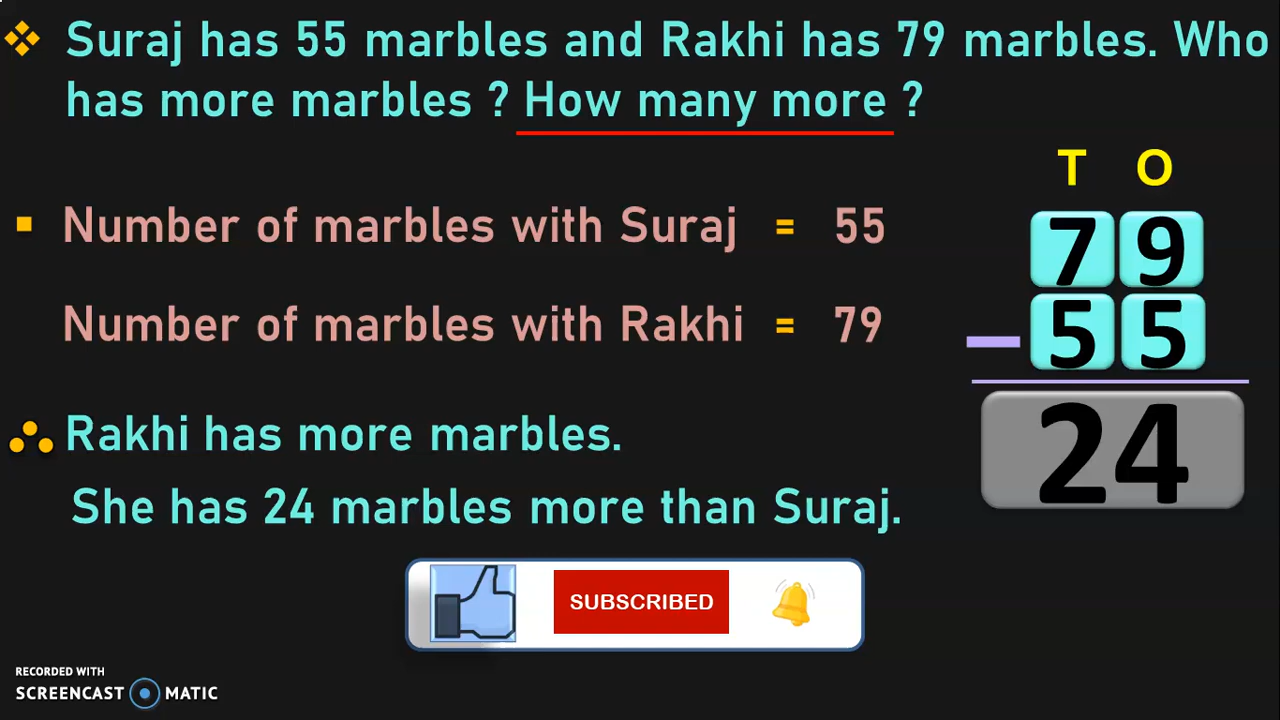 Suraj has 55 marbles and Rakhi has 79 marbles. Who
has more marbles ? How many more ?
T O
Number of marbles with Suraj = 55
7 9
Number of marbles with Rakhi = 79
– 5 5
24
∴ Rakhi has more marbles.
She has 24 marbles more than Suraj.
SUBSCRIBED
RECORDED WITH
SCREENCAST MATIC